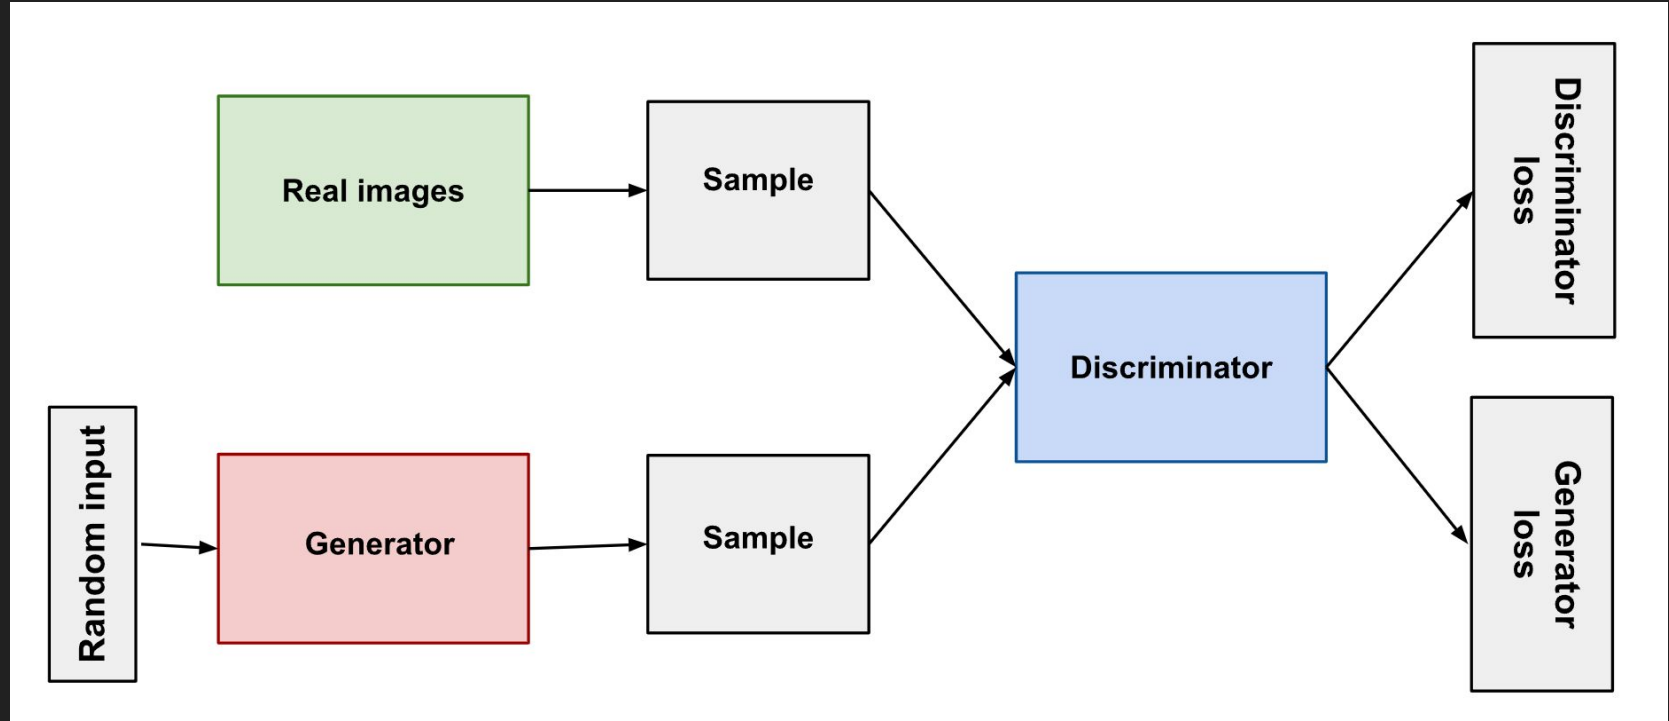 Real images
Sample
Discriminator
loss
Discriminator
Random input
Generator
Sample
Generator
loss